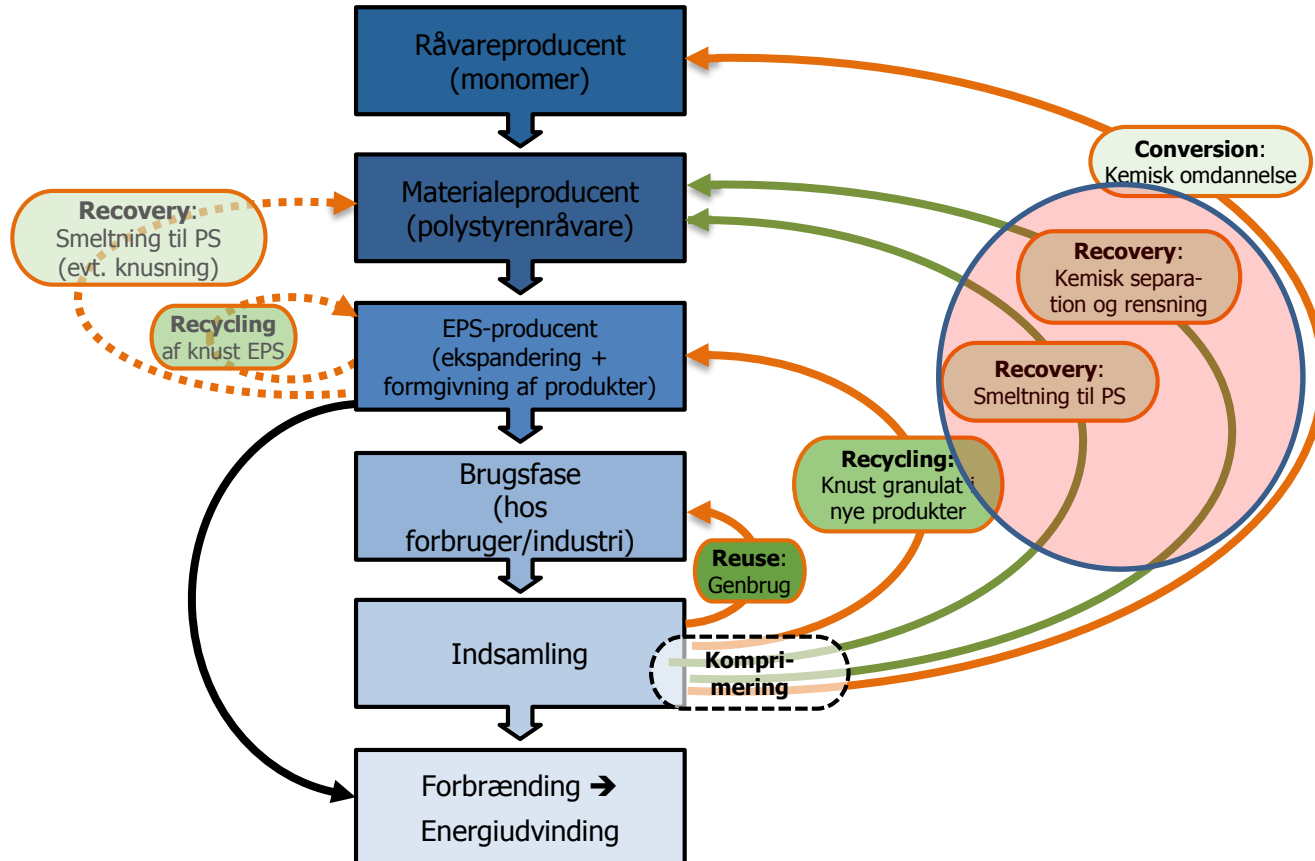 Råvareproducent
(monomer)
Conversion:
Kemisk omdannelse
Materialeproducent
(polystyrenråvare)
Recovery:
Smeltning til PS
(evt. knusning)
Recovery:
Kemisk separa-
tion og rensning
Recycling
af knust EPS
EPS-producent
(ekspandering +
formgivning af produkter)
Recovery:
Smeltning til PS
Brugsfase
(hos
forbruger/industri)
Recycling:
Knust granulat i
nye produkter
Reuse:
Genbrug
Indsamling
Kompri-
mering
Forbrænding ➔
Energiudvinding